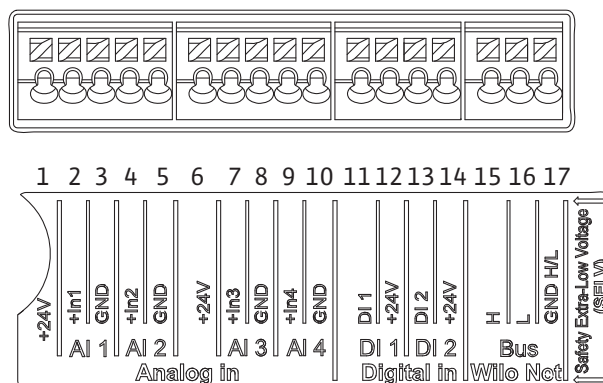 1 2 3 4 5 6 7 8 9 10 11 12 13 14 15 16 17
+24V +In1 GND +In2 GND +24V +In3 GND +In4 GND DI 1 +24V DI 2 +24V H L GND H/L
AI 1 AI 2 AI 3 AI 4 DI 1 DI 2 Bus
Analog in Digital in Wilo Net
Safety Extra-Low Voltage
(SELV)